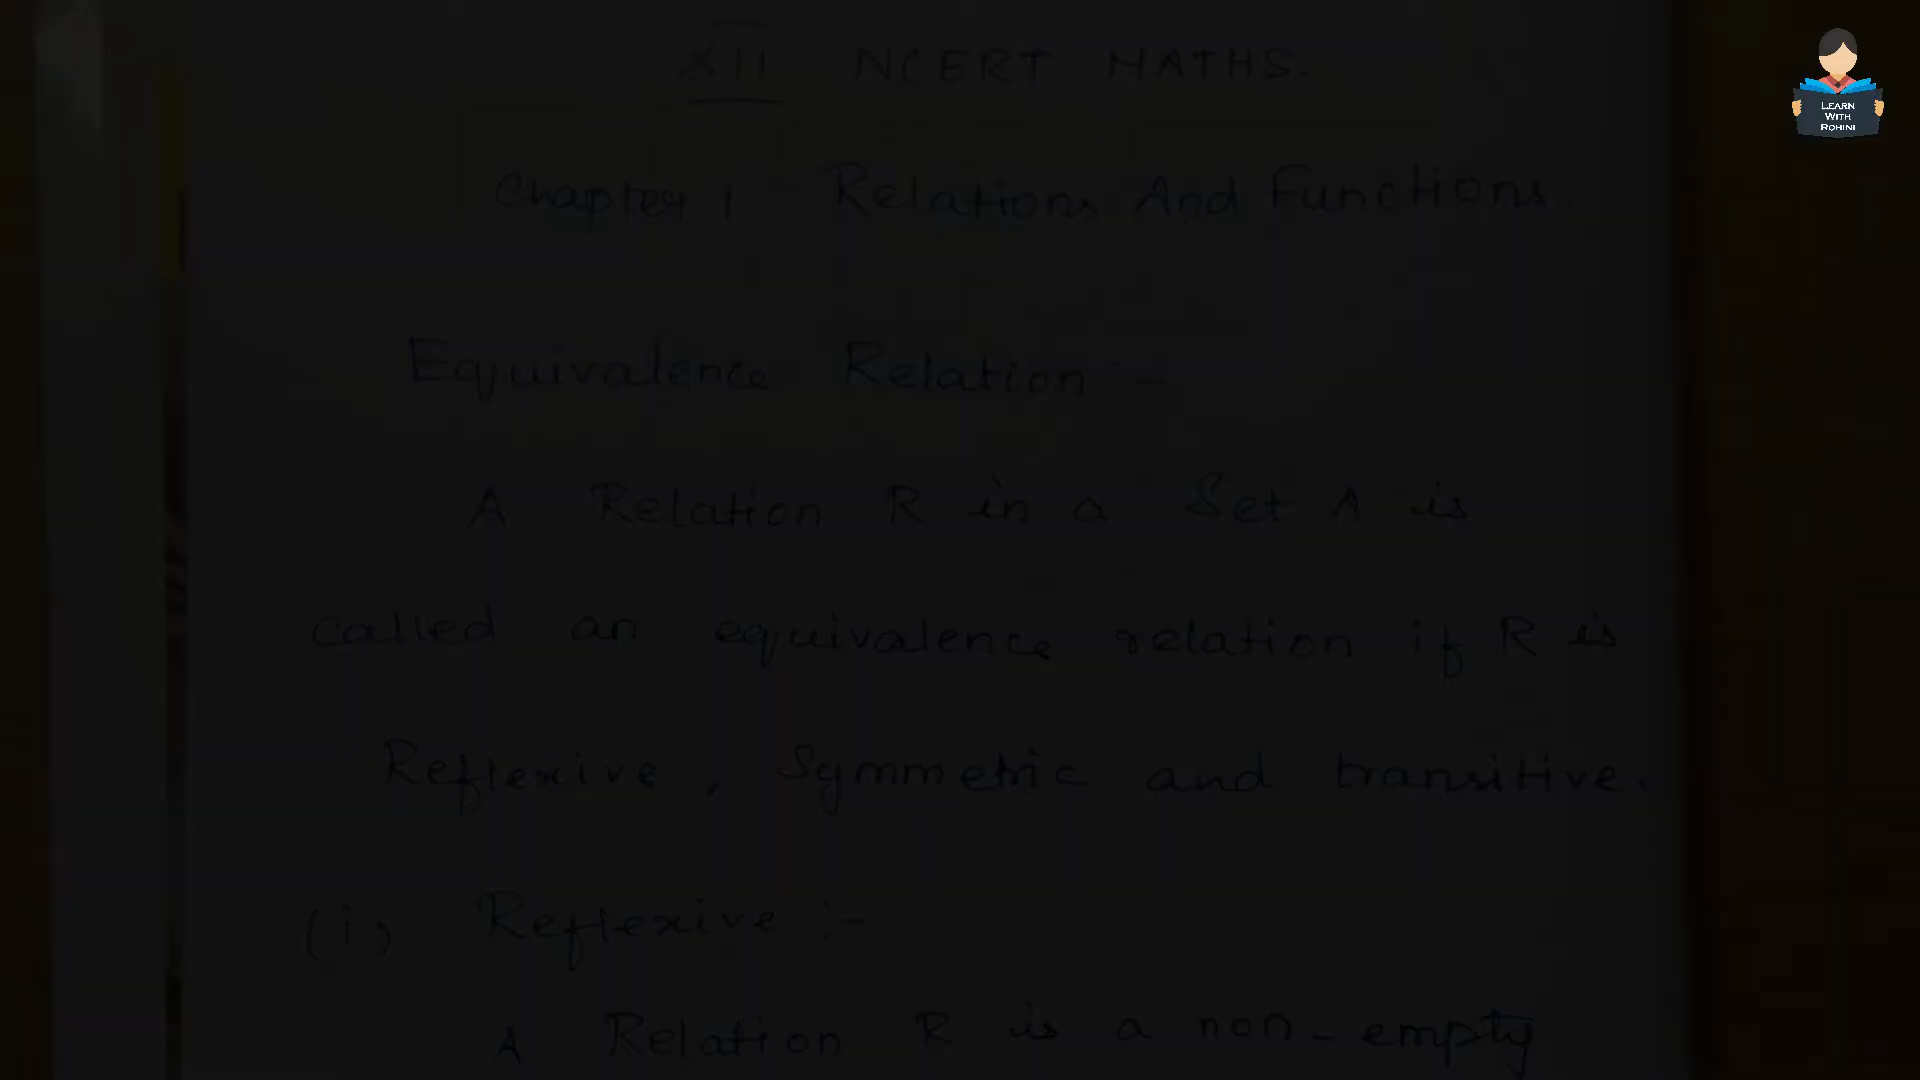 XII NCERT MATHS.
Chapter 1 Relations And Functions
Equivalence Relation :-
A Relation R in a Set A is
called an equivalence relation if R is
Reflexive, Symmetric and transitive.
(i) Reflexive :-
A Relation R is a non-empty
LEARN
WITH
ROHINI